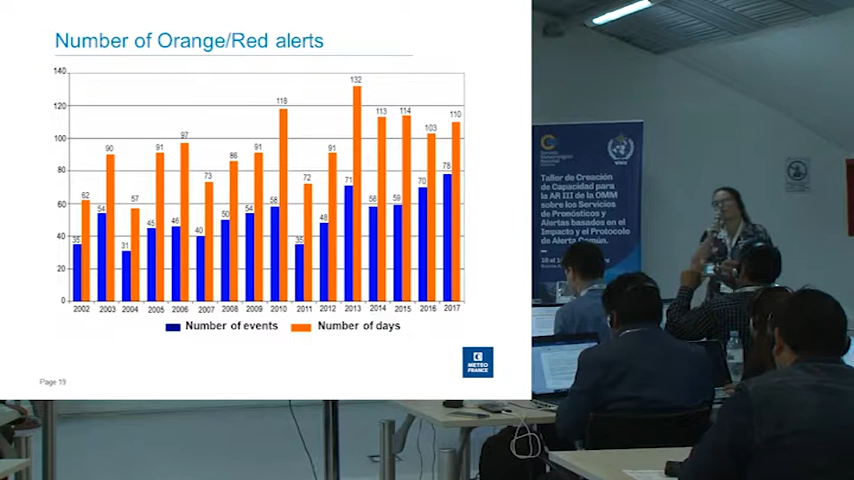 Number of Orange/Red alerts
140
120
100
80
60
40
20
0
35 62 54 90 31 57 45 91 46 97 40 73 50 86 54 91 58 118 35 72 48 91 71 132 58 113 59 114 70 103 78 110
2002 2003 2004 2005 2006 2007 2008 2009 2010 2011 2012 2013 2014 2015 2016 2017
Number of events Number of days
METEO
FRANCE
Page 19
Taller de Creación
de Capacidad para
la AR III de la OMM
sobre los Servicios
de Pronósticos y
Alertas basados en el
Impacto y el Protocolo
de Alerta Común.